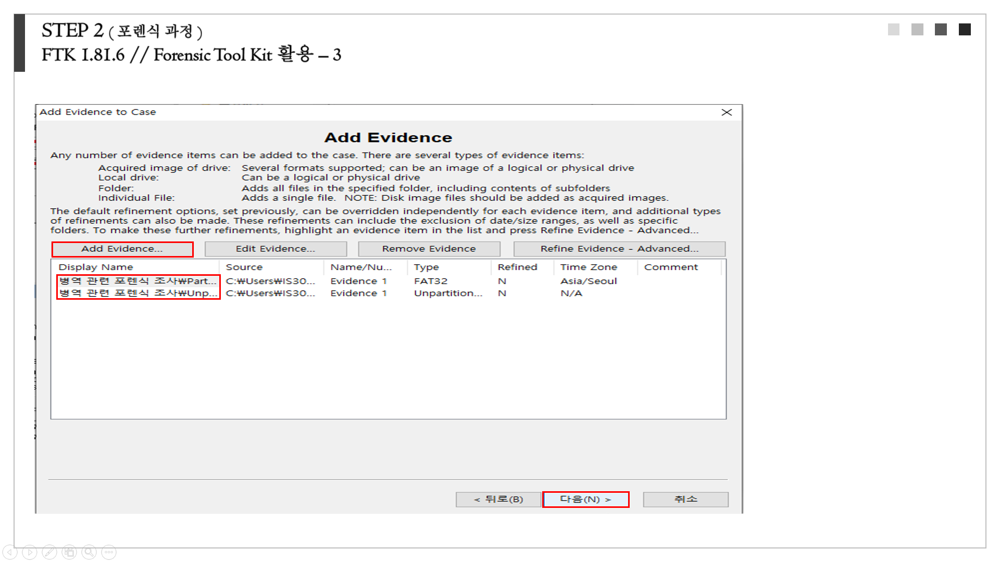 STEP 2 ( 포렌식 과정 )
FTK 1.81.6 // Forensic Tool Kit 활용 – 3
Add Evidence to Case
Add Evidence
Any number of evidence items can be added to the case. There are several types of evidence items:
Acquired image of drive: Several formats supported; can be an image of a logical or physical drive
Local drive: Can be a logical or physical drive
Folder: Adds all files in the specified folder, including contents of subfolders
Individual File: Adds a single file. NOTE: Disk image files should be added as acquired images.
The default refinement options, set previously, can be overridden independently for each evidence item, and additional types
of refinements can also be made. These refinements can include the exclusion of date/size ranges, as well as specific
folders. To make these further refinements, highlight an evidence item in the list and press Refine Evidence - Advanced...
Add Evidence... Edit Evidence... Remove Evidence Refine Evidence - Advanced...
Display Name Source Name/Nu... Type Refined Time Zone Comment
병역 관련 포렌식 조사₩Part... C:₩Users₩IS30... Evidence 1 FAT32 N Asia/Seoul
병역 관련 포렌식 조사₩Unp... C:₩Users₩IS30... Evidence 1 Unpartition... N N/A
< 뒤로(B) 다음(N) > 취소